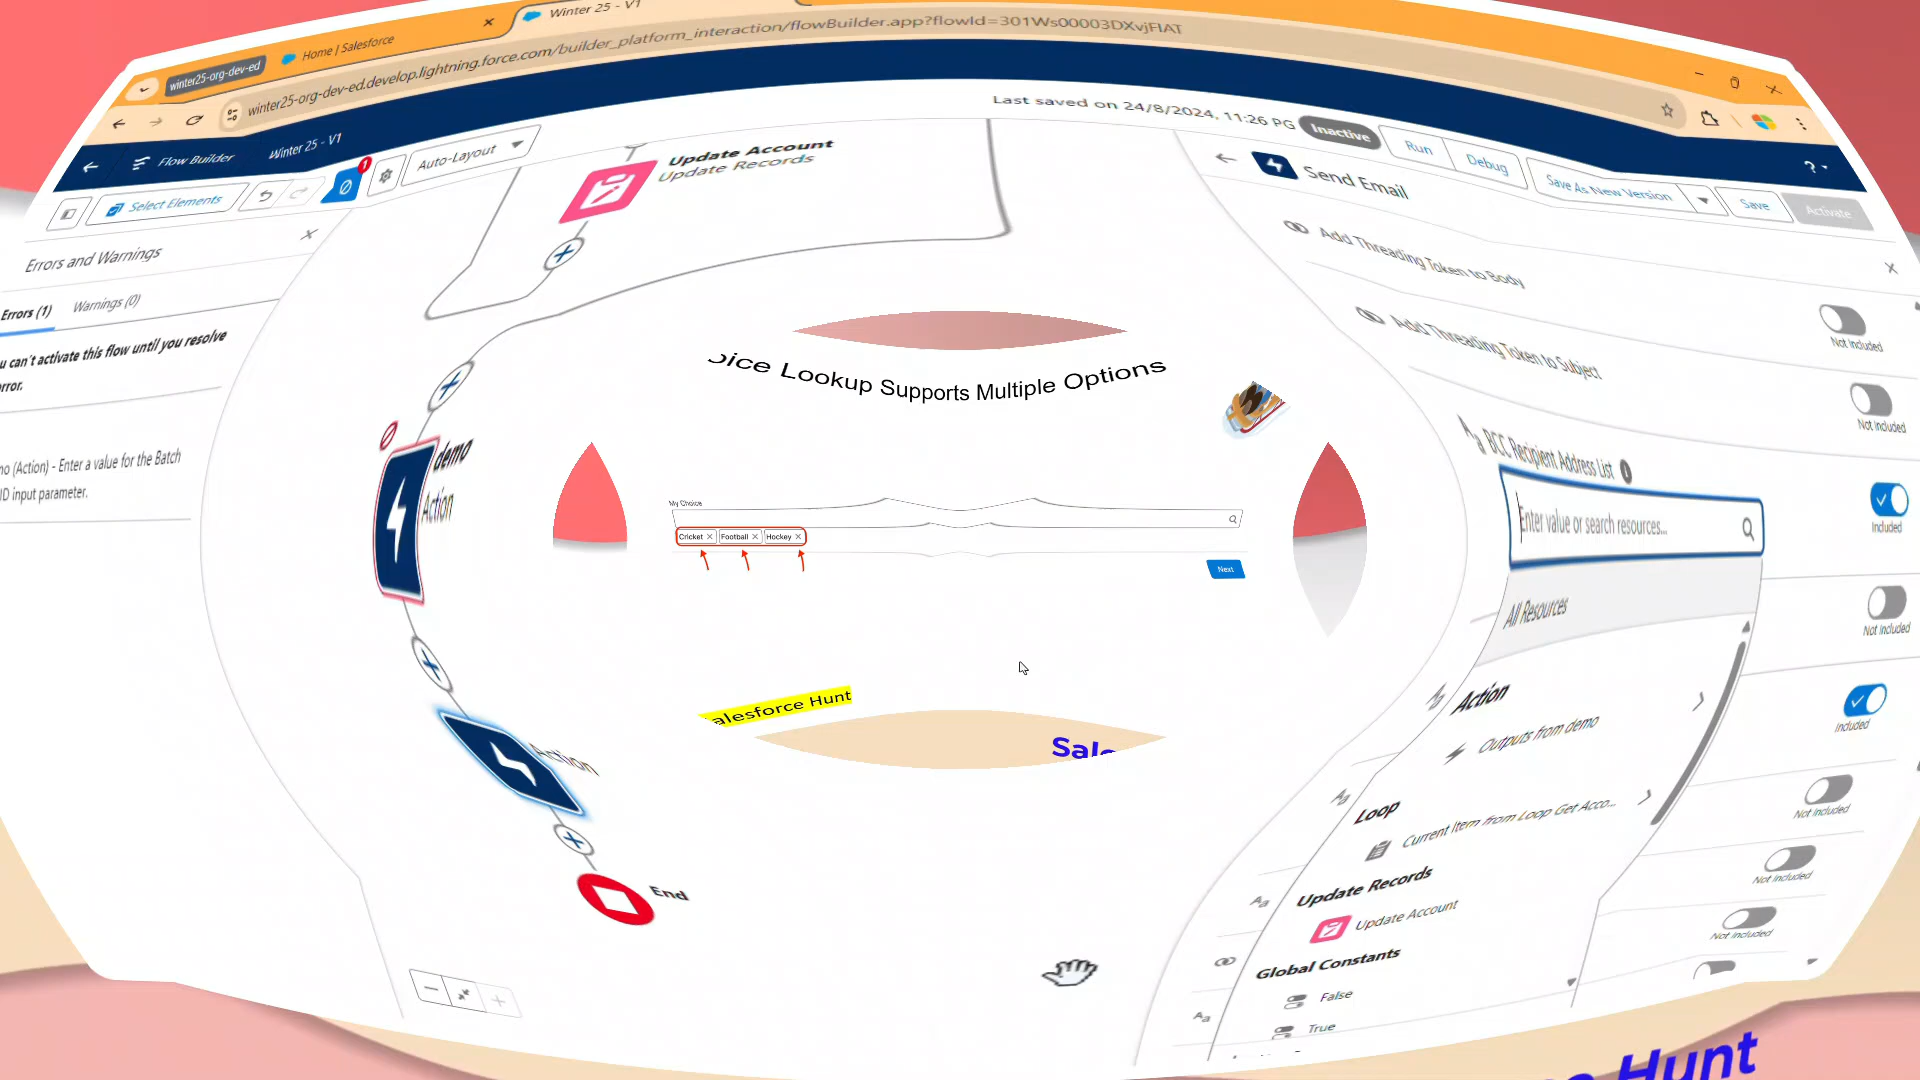 winter25-org-dev-ed
Home | Salesforce
Winter 25 - V1
winter25-org-dev-ed.develop.lightning.force.com/builder_platform_interaction/flowBuilder.app?flowId=301Ws00003DXvjFIAT
Flow Builder
Winter 25 - V1
Select Elements
1
Auto-Layout
Last saved on 24/8/2024, 11:26 PG
Inactive
Run
Debug
Save As New Version
Save
Activate
Errors and Warnings
Errors (1)
Warnings (0)
can't activate this flow until you resolve
(Action) - Enter a value for the Batch
ID input parameter.
Update Account
Update Records
demo
Action
Action
End
Lookup Supports Multiple Options
My Choice
Cricket
Football
Hockey
Next
Hunt
Send Email
Add Threading Token to Body
Not Included
Add Threading Token to Subject
Not Included
BCC Recipient Address List
Included
Enter value or search resources...
All Resources
Not Included
Action
Outputs from demo
Included
Loop
Current Item from Loop Get Acco...
Not Included
Update Records
Update Account
Not Included
Global Constants
False
True
Not Included
Hunt